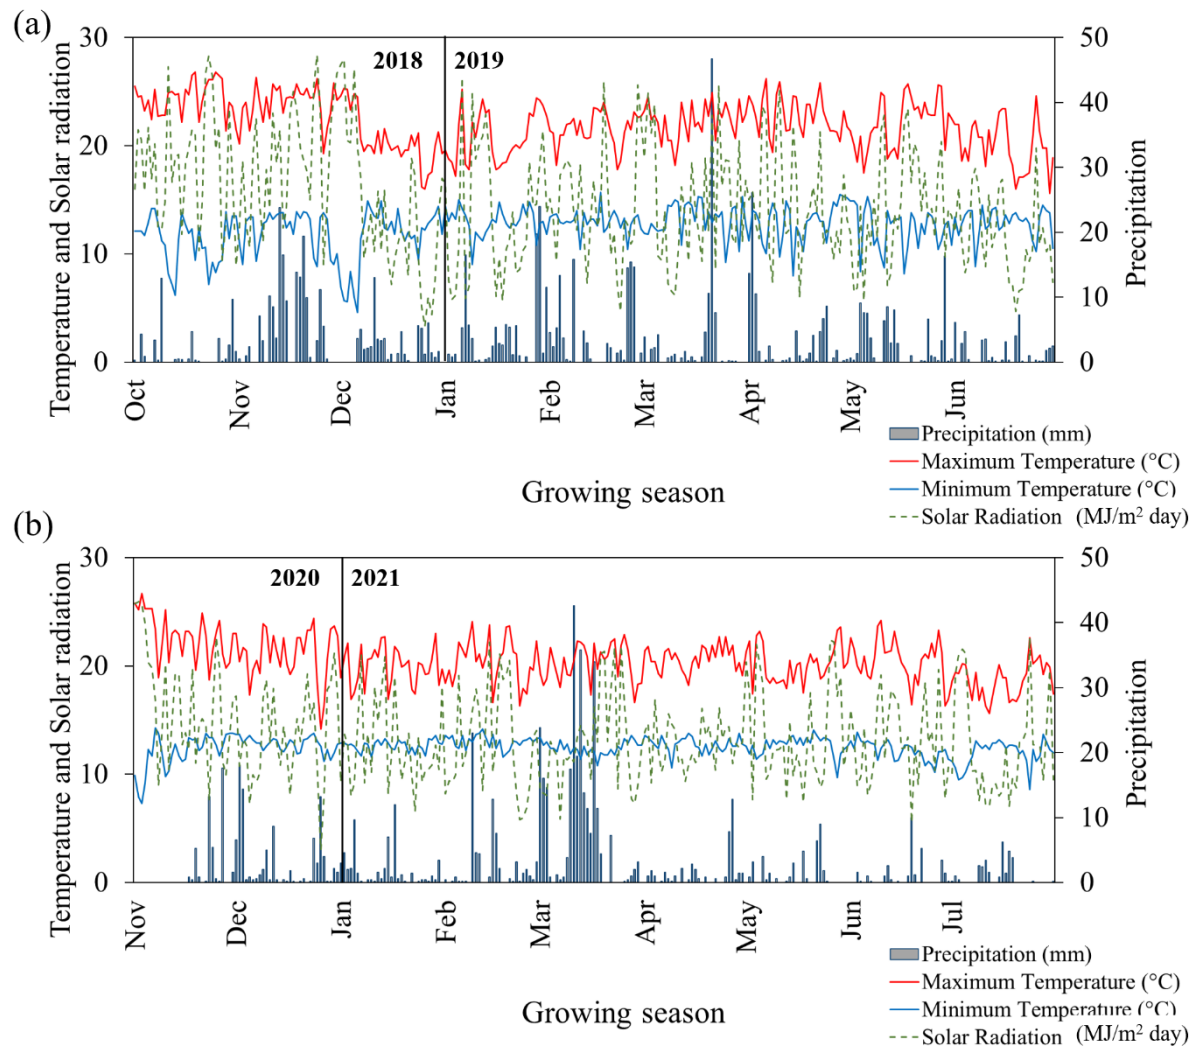 (a)
Temperature and Solar radiation
30
20
10
0
2018
2019
50
40
30
20
10
0
Precipitation
Oct
Nov
Dec
Jan
Feb
Mar
Apr
May
Jun
Growing season
Precipitation (mm)
Maximum Temperature (°C)
Minimum Temperature (°C)
Solar Radiation (MJ/m² day)
(b)
Temperature and Solar radiation
30
20
10
0
2020
2021
50
40
30
20
10
0
Precipitation
Nov
Dec
Jan
Feb
Mar
Apr
May
Jun
Jul
Growing season
Precipitation (mm)
Maximum Temperature (°C)
Minimum Temperature (°C)
Solar Radiation (MJ/m² day)